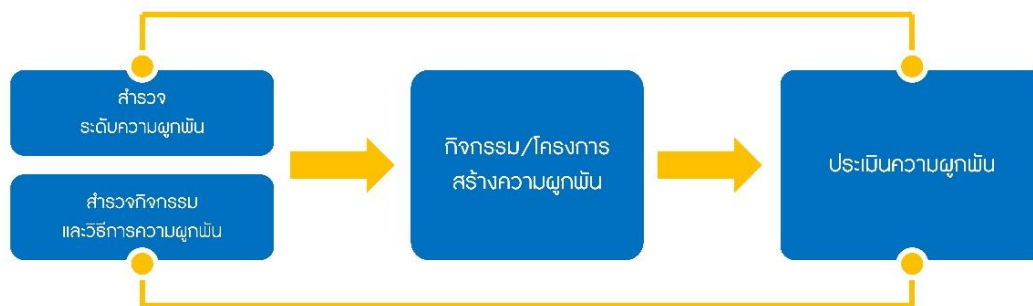 สำรวจ
ระดับความผูกพัน
สำรวจกิจกรรม
และวิธีการความผูกพัน
กิจกรรม/โครงการ
สร้างความผูกพัน
ประเมินความผูกพัน